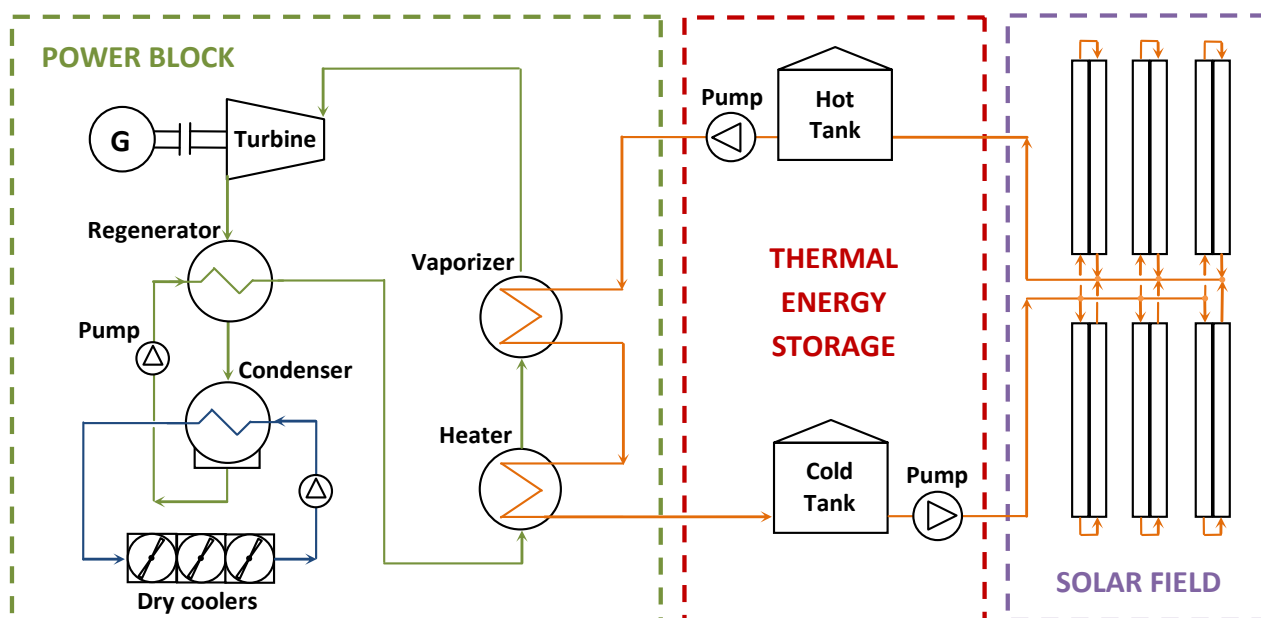 POWER BLOCK
G
Turbine
Regenerator
Pump
Condenser
Dry coolers
Vaporizer
Heater
Pump
Hot
Tank
THERMAL
ENERGY
STORAGE
Cold
Tank
Pump
SOLAR FIELD